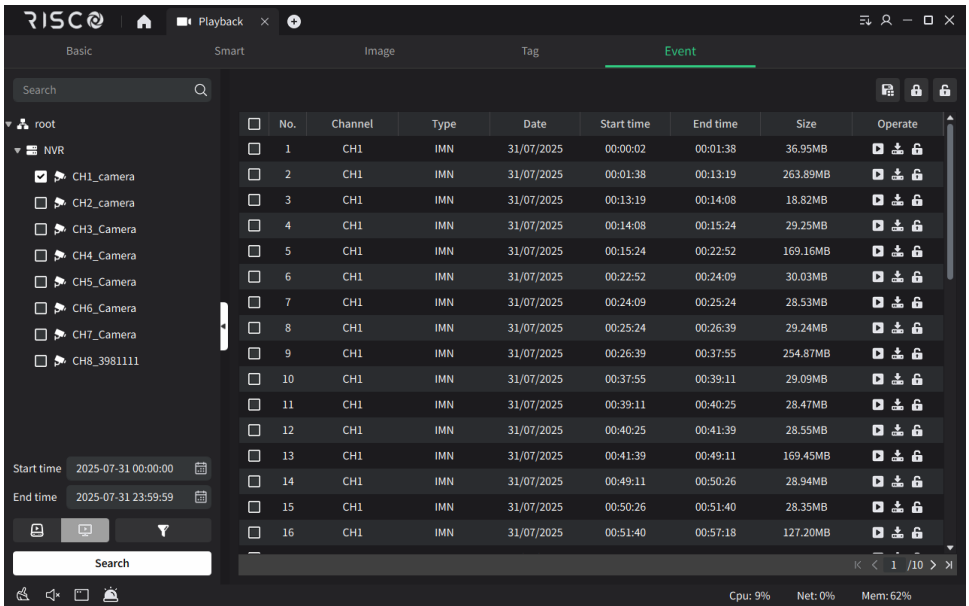 RISCO
Playback
Basic Smart Image Tag Event
Search
root
NVR
CH1_camera
CH2_camera
CH3_Camera
CH4_Camera
CH5_Camera
CH6_Camera
CH7_Camera
CH8_3981111
Start time 2025-07-31 00:00:00
End time 2025-07-31 23:59:59
Search
No. Channel Type Date Start time End time Size Operate
1 CH1 IMN 31/07/2025 00:00:02 00:01:38 36.95MB
2 CH1 IMN 31/07/2025 00:01:38 00:13:19 263.89MB
3 CH1 IMN 31/07/2025 00:13:19 00:14:08 18.82MB
4 CH1 IMN 31/07/2025 00:14:08 00:15:24 29.25MB
5 CH1 IMN 31/07/2025 00:15:24 00:22:52 169.16MB
6 CH1 IMN 31/07/2025 00:22:52 00:24:09 30.03MB
7 CH1 IMN 31/07/2025 00:24:09 00:25:24 28.53MB
8 CH1 IMN 31/07/2025 00:25:24 00:26:39 29.24MB
9 CH1 IMN 31/07/2025 00:26:39 00:37:55 254.87MB
10 CH1 IMN 31/07/2025 00:37:55 00:39:11 29.09MB
11 CH1 IMN 31/07/2025 00:39:11 00:40:25 28.47MB
12 CH1 IMN 31/07/2025 00:40:25 00:41:39 28.55MB
13 CH1 IMN 31/07/2025 00:41:39 00:49:11 169.45MB
14 CH1 IMN 31/07/2025 00:49:11 00:50:26 28.94MB
15 CH1 IMN 31/07/2025 00:50:26 00:51:40 28.35MB
16 CH1 IMN 31/07/2025 00:51:40 00:57:18 127.20MB
1 /10
Cpu: 9% Net: 0% Mem: 62%